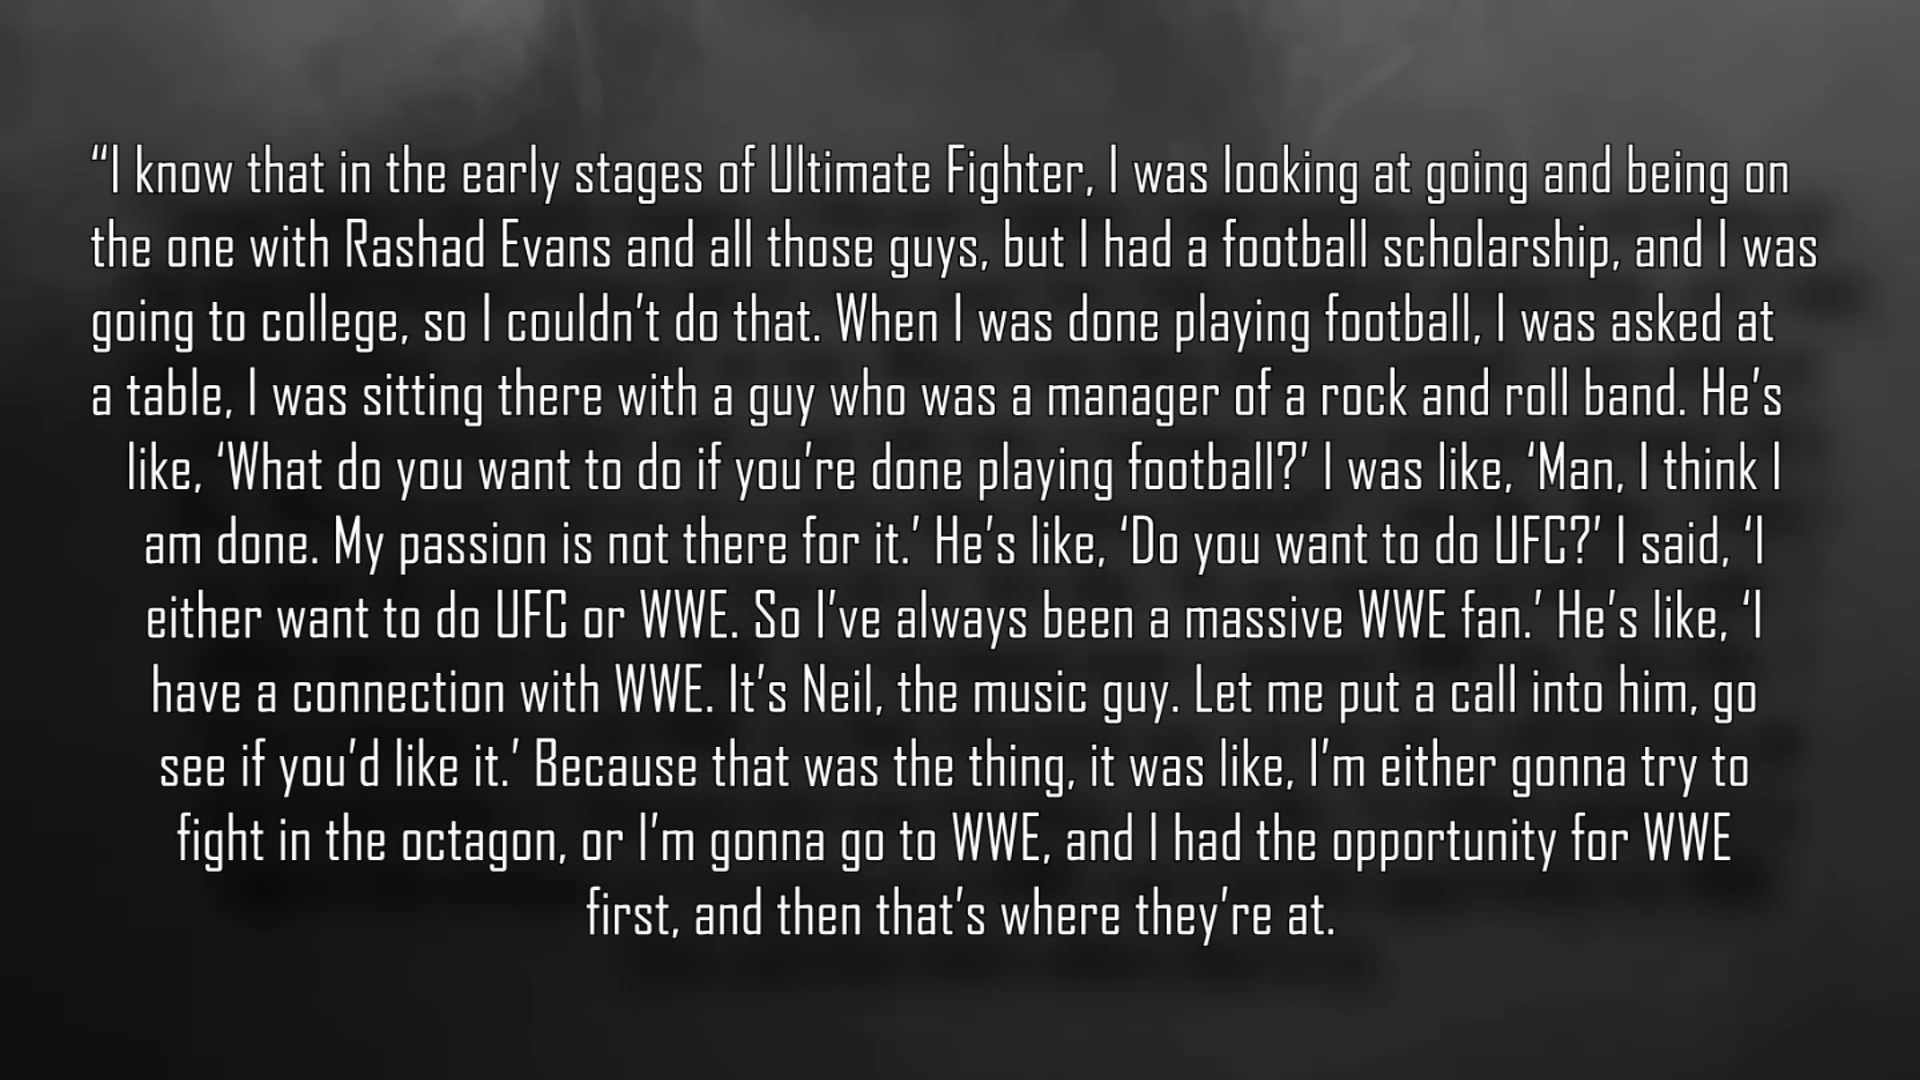 “I know that in the early stages of Ultimate Fighter, I was looking at going and being on
the one with Rashad Evans and all those guys, but I had a football scholarship, and I was
going to college, so I couldn’t do that. When I was done playing football, I was asked at
a table, I was sitting there with a guy who was a manager of a rock and roll band. He’s
like, ‘What do you want to do if you’re done playing football?’ I was like, ‘Man, I think I
am done. My passion is not there for it.’ He’s like, ‘Do you want to do UFC?’ I said, ‘I
either want to do UFC or WWE. So I’ve always been a massive WWE fan.’ He’s like, ‘I
have a connection with WWE. It’s Neil, the music guy. Let me put a call into him, go
see if you’d like it.’ Because that was the thing, it was like, I’m either gonna try to
fight in the octagon, or I’m gonna go to WWE, and I had the opportunity for WWE
first, and then that’s where they’re at.